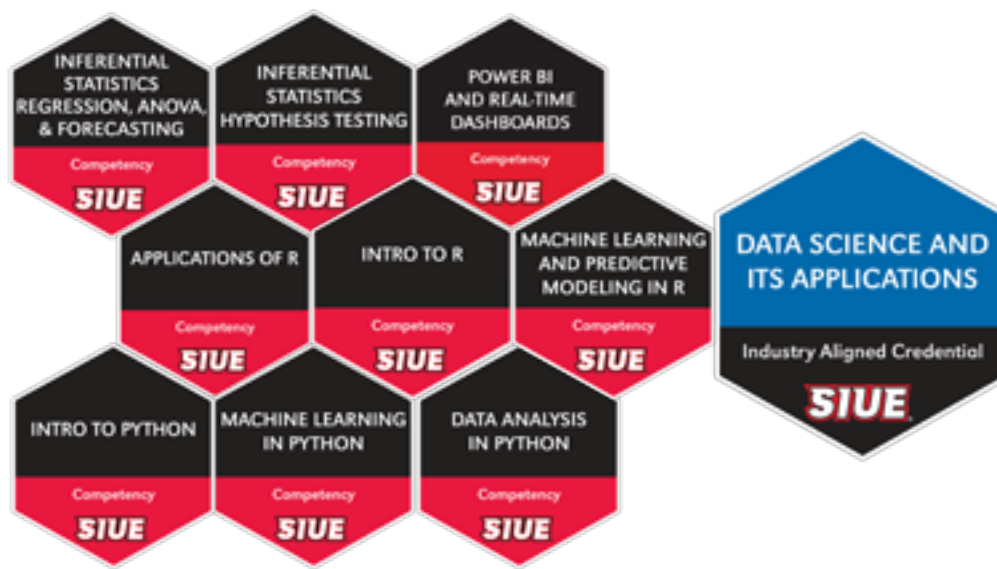 INFERENTIAL
STATISTICS
REGRESSION, ANOVA,
& FORECASTING
Competency
SIUE
INFERENTIAL
STATISTICS
HYPOTHESIS TESTING
Competency
SIUE
POWER BI
AND REAL-TIME
DASHBOARDS
Competency
SIUE
APPLICATIONS OF R
Competency
SIUE
INTRO TO R
Competency
SIUE
MACHINE LEARNING
AND PREDICTIVE
MODELING IN R
Competency
SIUE
INTRO TO PYTHON
Competency
SIUE
MACHINE LEARNING
IN PYTHON
Competency
SIUE
DATA ANALYSIS
IN PYTHON
Competency
SIUE
DATA SCIENCE AND
ITS APPLICATIONS
Industry Aligned Credential
SIUE